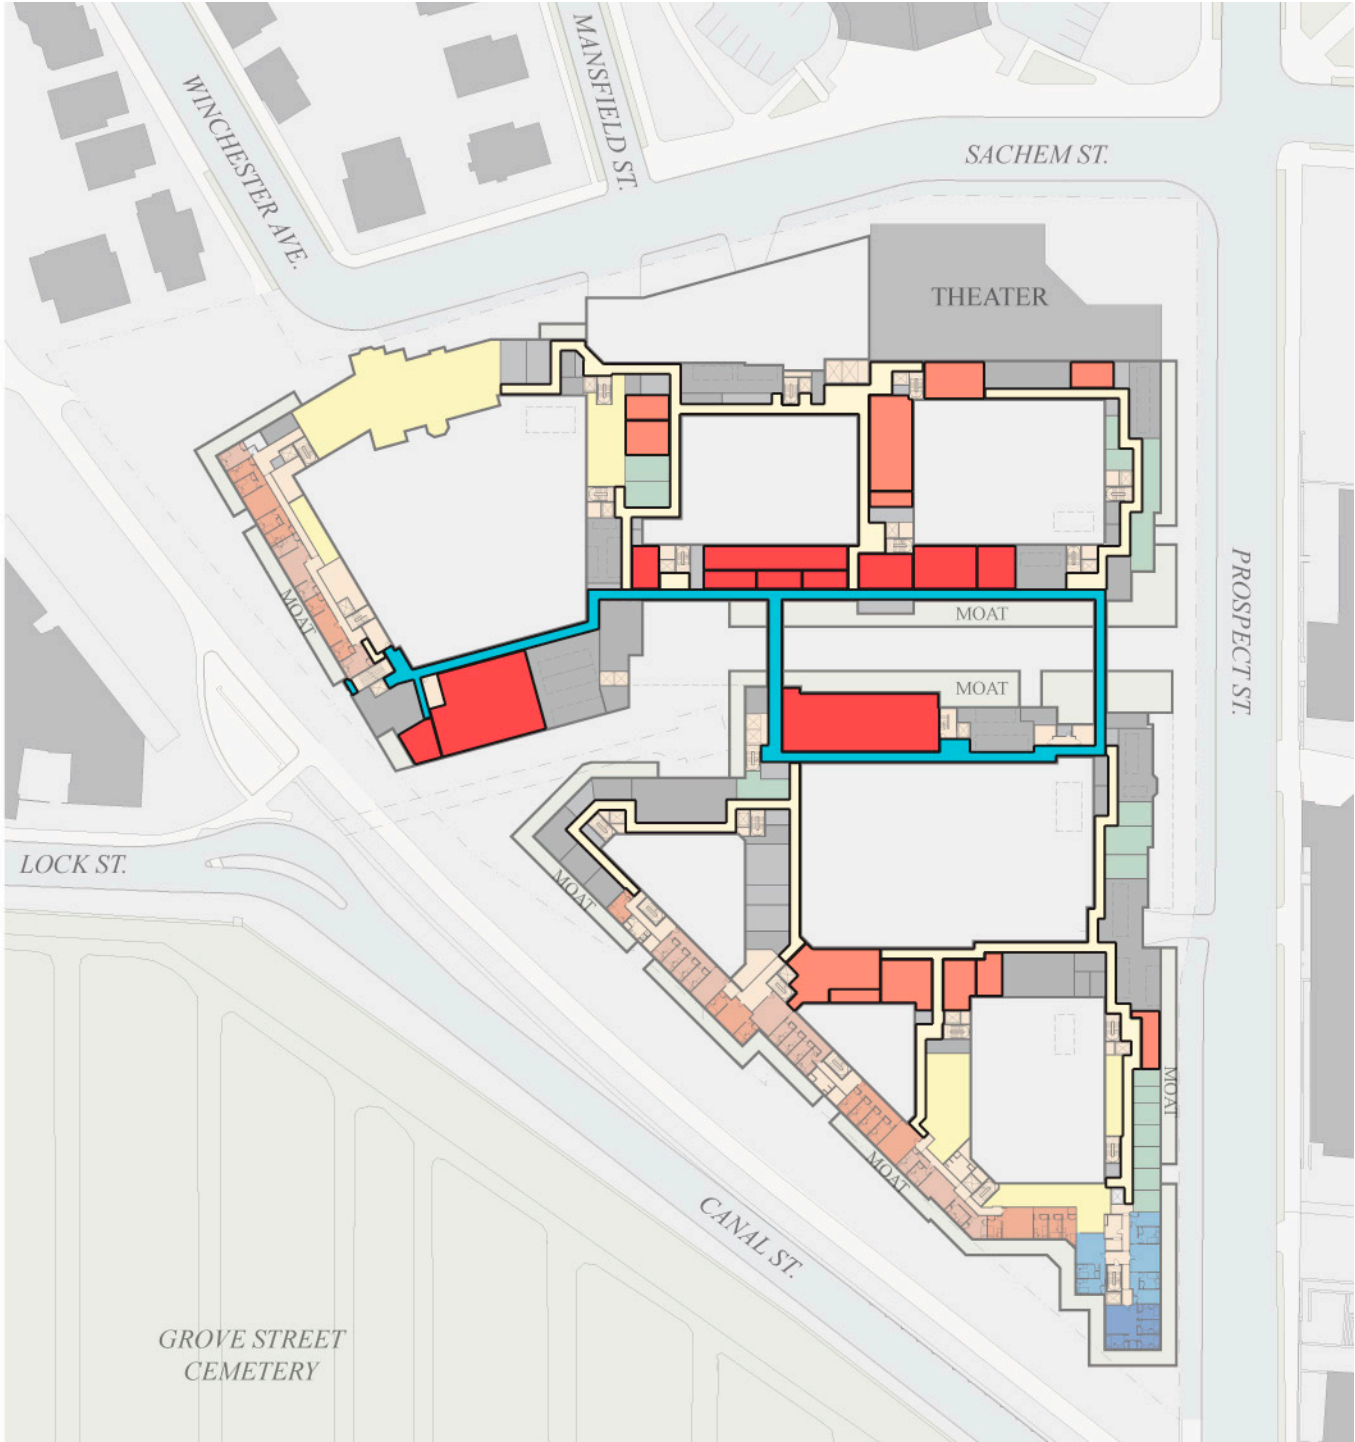 MANSFIELD ST.
WINCHESTER AVE.
SACHEM ST.
THEATER
PROSPECT ST.
MOAT
MOAT
MOAT
LOCK ST.
MOAT
MOAT
MOAT
CANAL ST.
GROVE STREET
CEMETERY